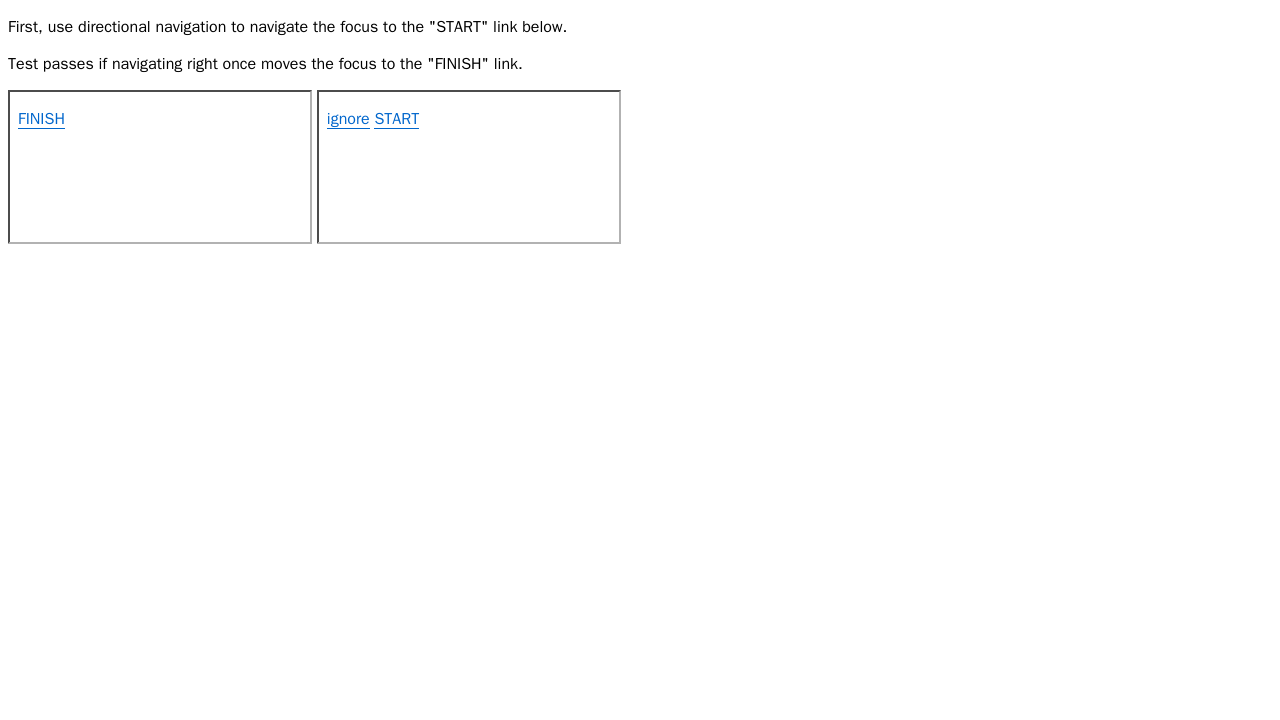 First, use directional navigation to navigate the focus to the "START" link below.
Test passes if navigating right once moves the focus to the "FINISH" link.
FINISH
ignore START